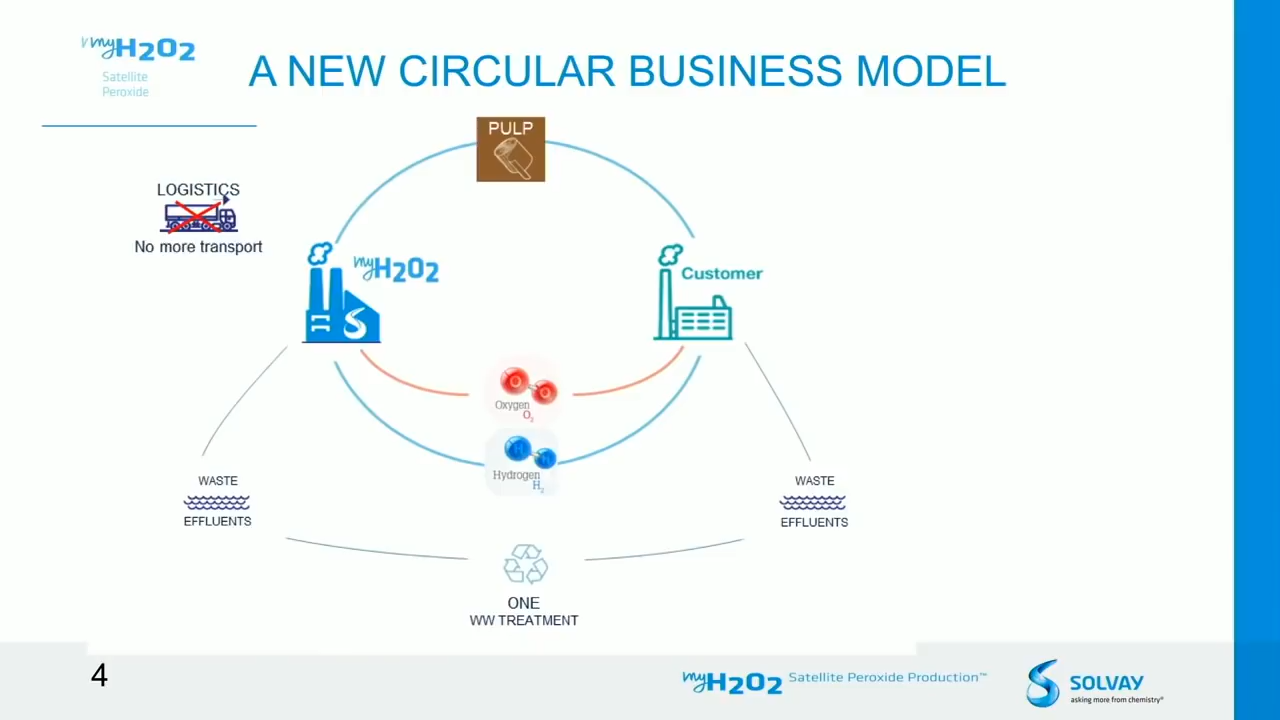 myH2O2
Satellite
Peroxide
A NEW CIRCULAR BUSINESS MODEL
PULP
LOGISTICS
No more transport
myH2O2
Customer
Oxygen
O2
Hydrogen
H2
WASTE
EFFLUENTS
WASTE
EFFLUENTS
ONE
WW TREATMENT
4
myH2O2 Satellite Peroxide Production™
SOLVAY
asking more from chemistry®